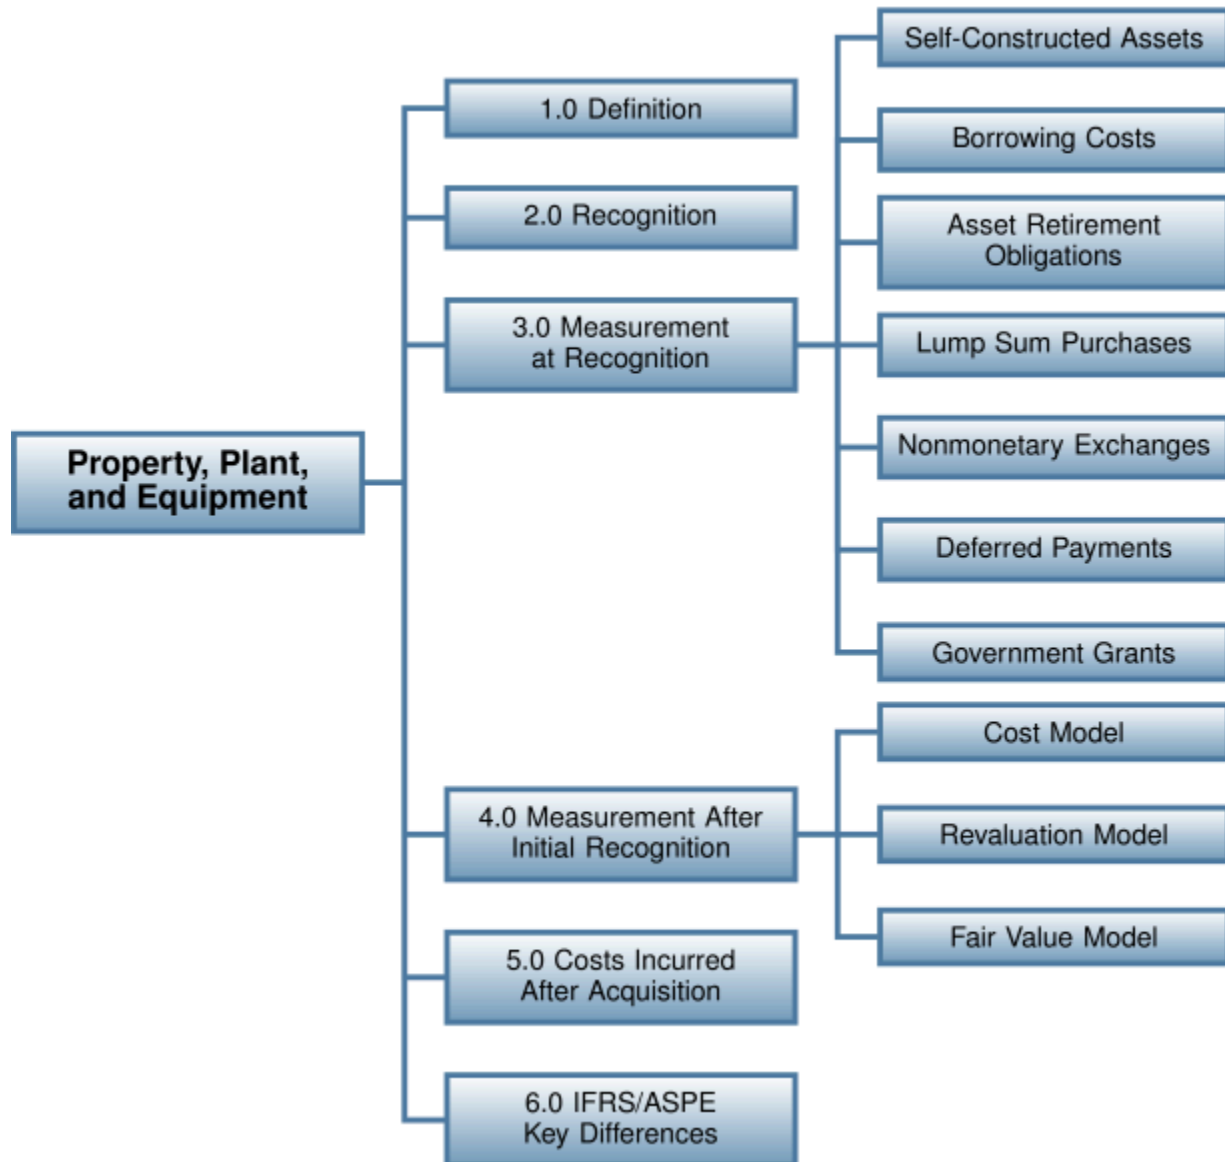 Property, Plant,
and Equipment
1.0 Definition
2.0 Recognition
3.0 Measurement
at Recognition
Self-Constructed Assets
Borrowing Costs
Asset Retirement
Obligations
Lump Sum Purchases
Nonmonetary Exchanges
Deferred Payments
Government Grants
4.0 Measurement After
Initial Recognition
Cost Model
Revaluation Model
Fair Value Model
5.0 Costs Incurred
After Acquisition
6.0 IFRS/ASPE
Key Differences